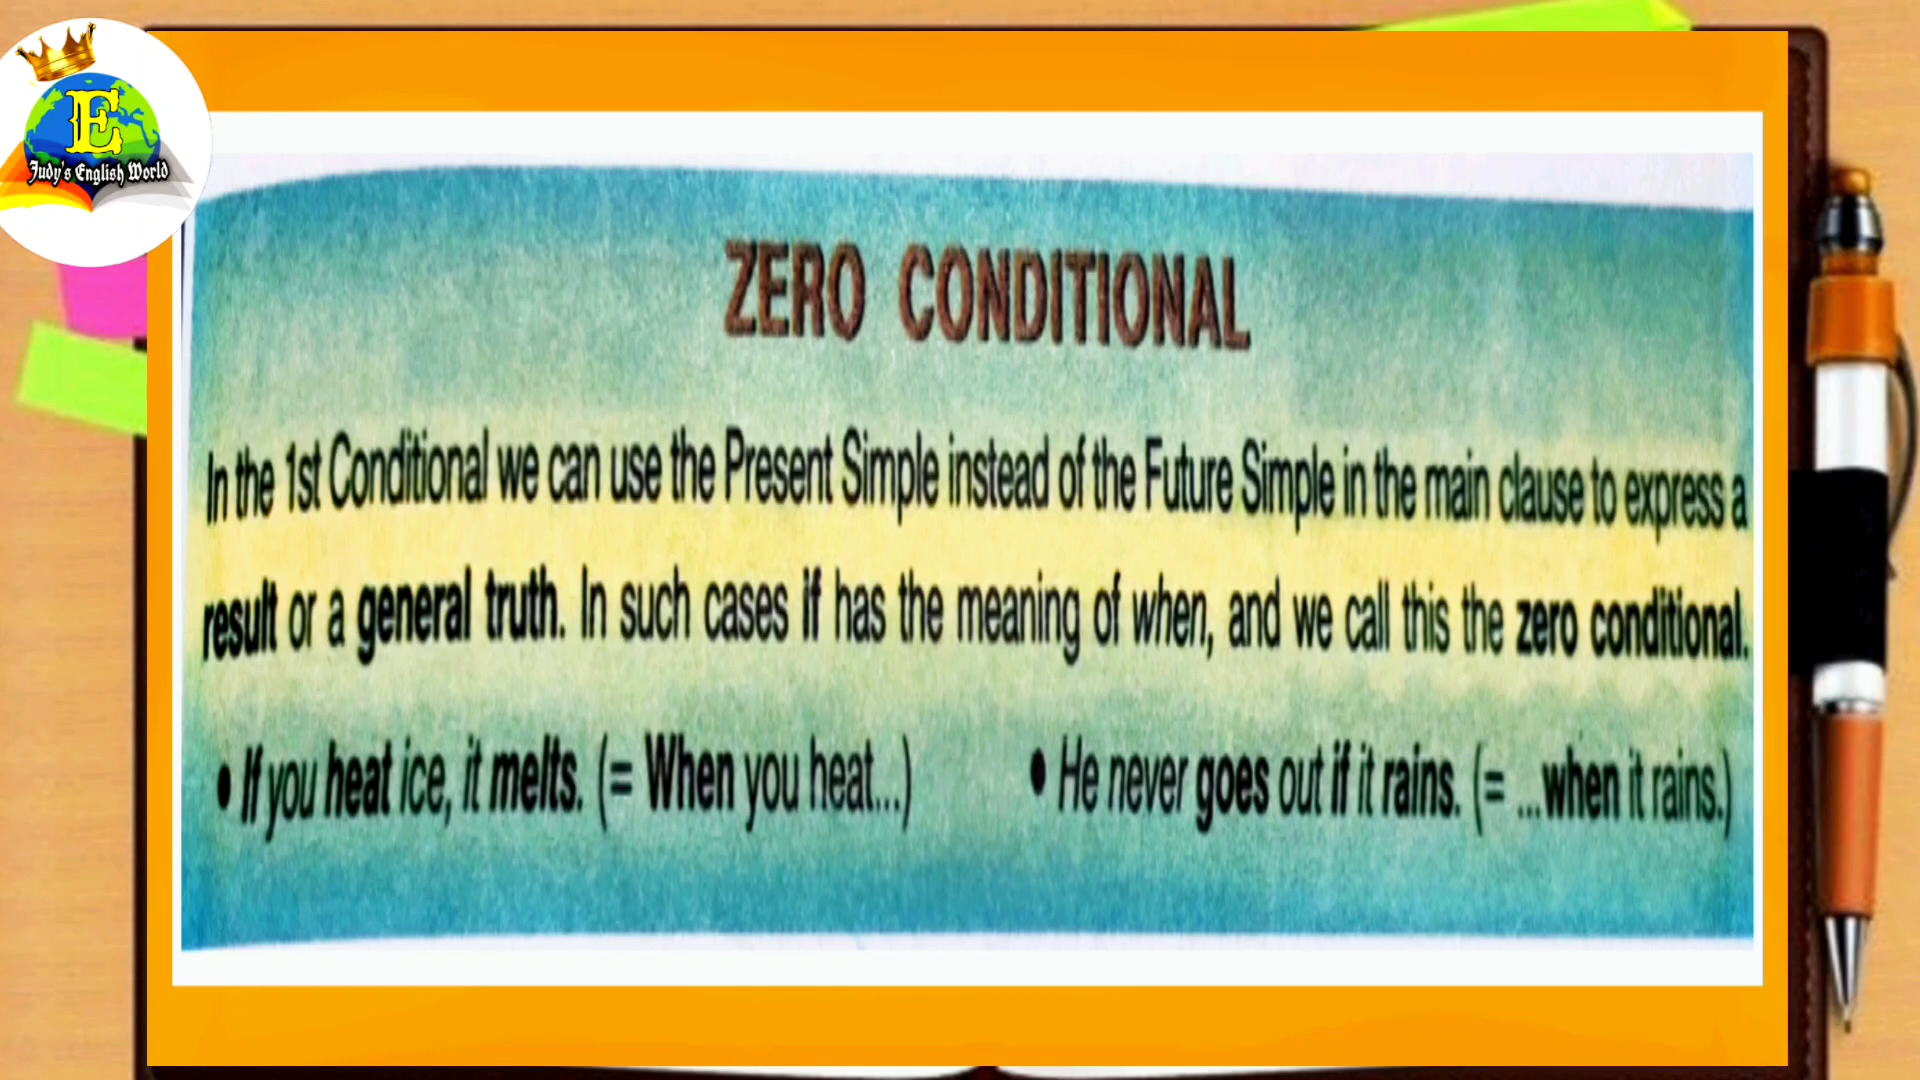 E
Judy's English World
ZERO CONDITIONAL
In the 1st Conditional we can use the Present Simple instead of the Future Simple in the main clause to express a
result or a general truth. In such cases if has the meaning of when, and we call this the zero conditional.
• If you heat ice, it melts. (= When you heat...) • He never goes out if it rains. (= ...when it rains.)